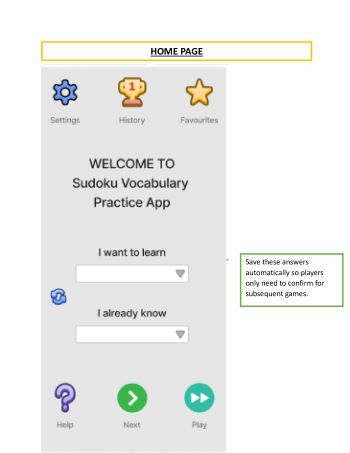 HOME PAGE
Settings History Favourites
WELCOME TO
Sudoku Vocabulary
Practice App
I want to learn
Save these answers
automatically so players
only need to confirm for
subsequent games.
I already know
Help Next Play